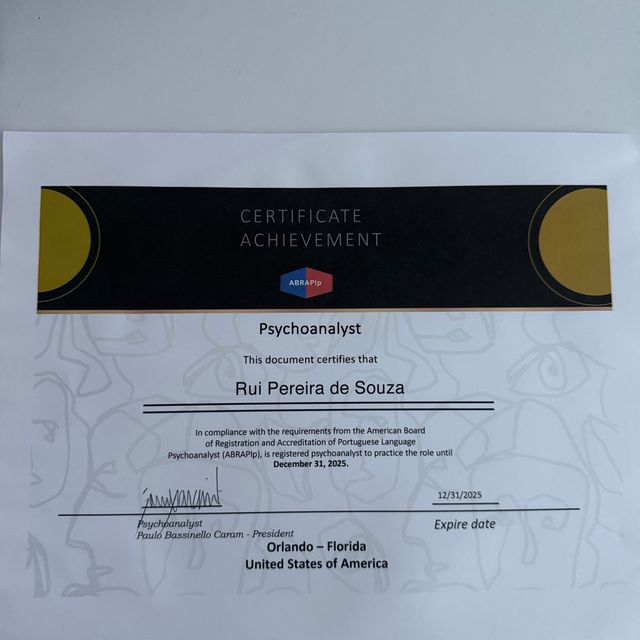 CERTIFICATE
ACHIEVEMENT
ABRAPIp
Psychoanalyst
This document certifies that
Rui Pereira de Souza
In compliance with the requirements from the American Board
of Registration and Accreditation of Portuguese Language
Psychoanalyst (ABRAPIp), is registered psychoanalyst to practice the role until
December 31, 2025.
12/31/2025
Psychoanalyst
Expire date
Paulo Bassinello Caram - President
Orlando – Florida
United States of America